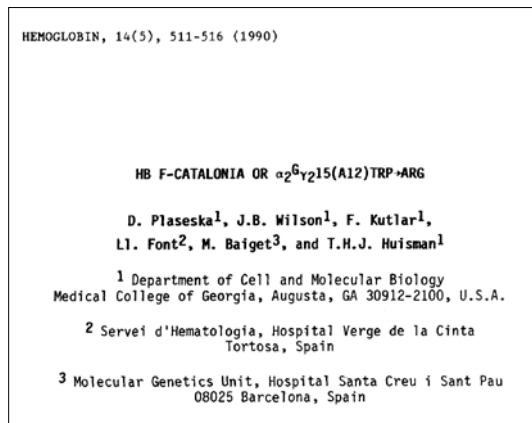 HEMOGLOBIN, 14(5), 511-516 (1990)
HB F-CATALONIA OR α₂ᴳγ₂15(A12)TRP→ARG
D. Plaseska¹, J.B. Wilson¹, F. Kutlar¹,
Ll. Font², M. Baiget³, and T.H.J. Huisman¹
¹ Department of Cell and Molecular Biology
Medical College of Georgia, Augusta, GA 30912-2100, U.S.A.
² Servei d'Hematologia, Hospital Verge de la Cinta
Tortosa, Spain
³ Molecular Genetics Unit, Hospital Santa Creu i Sant Pau
08025 Barcelona, Spain